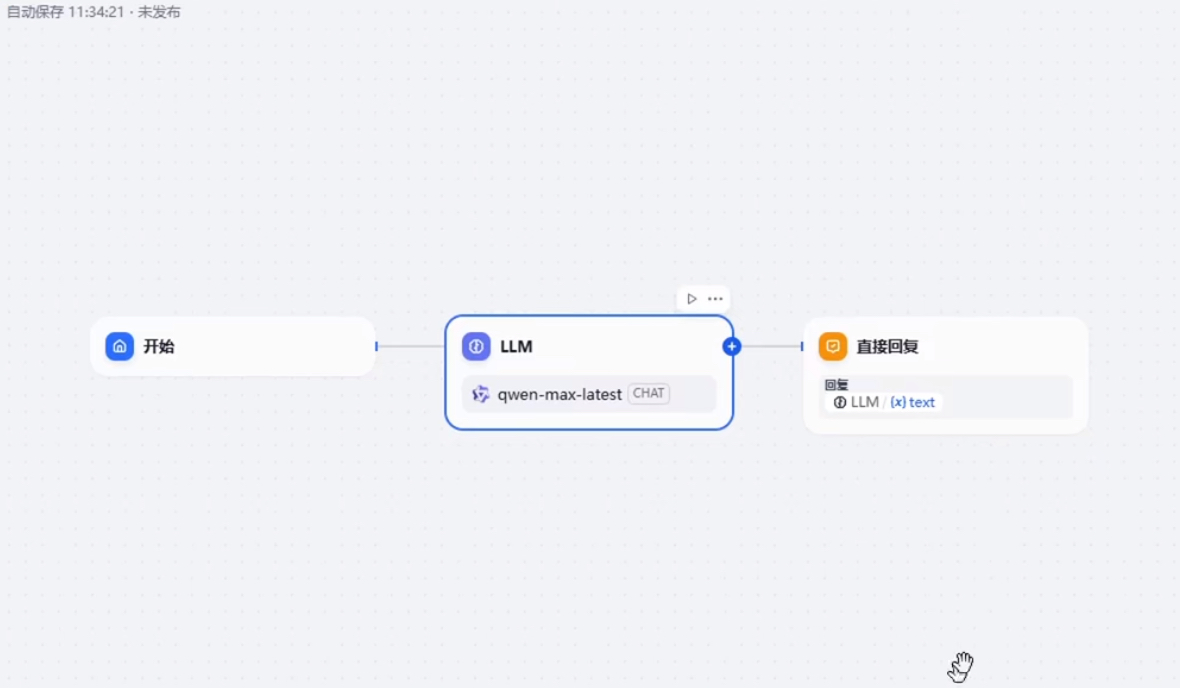 自动保存 11:34:21 · 未发布
开始
LLM
qwen-max-latest CHAT
直接回复
回复
LLM / {x} text